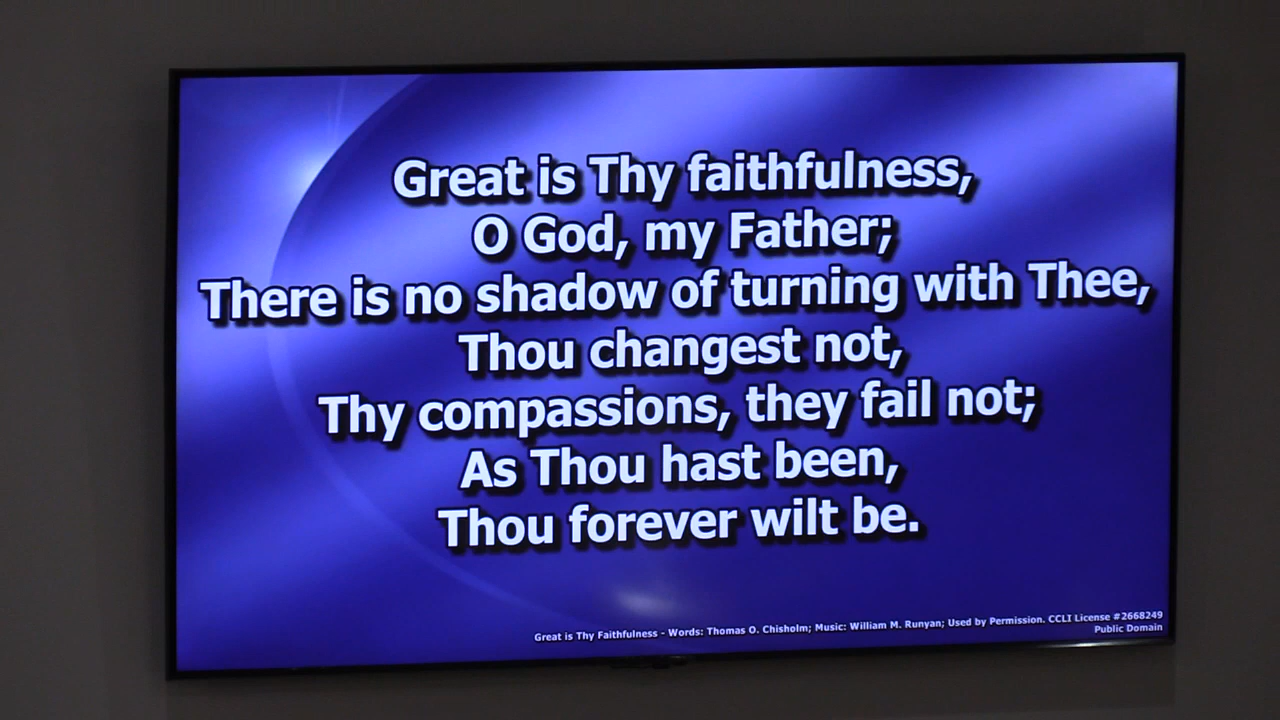 Great is Thy faithfulness,
O God, my Father;
There is no shadow of turning with Thee,
Thou changest not,
Thy compassions, they fail not;
As Thou hast been,
Thou forever wilt be.
Great is Thy Faithfulness - Words: Thomas O. Chisholm; Music: William M. Runyan; Used by Permission. CCLI License #2668249
Public Domain